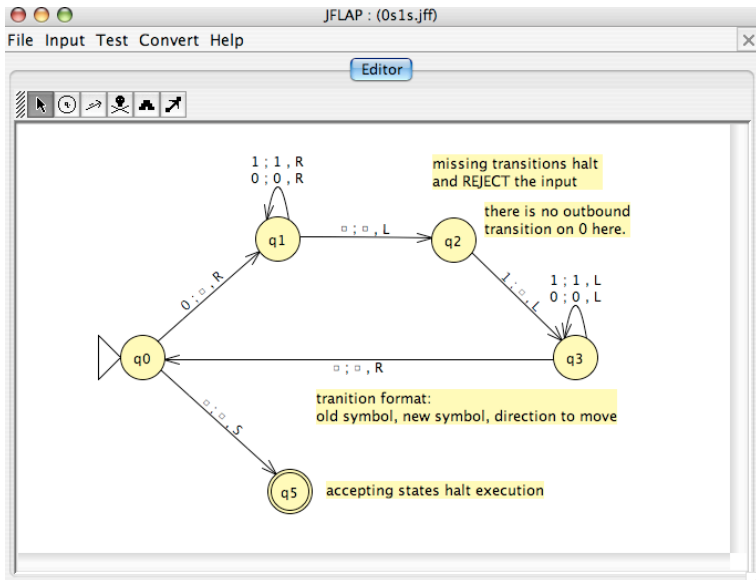 JFLAP : (0s1s.jff)
File Input Test Convert Help
Editor
1 ; 1 , R
0 ; 0 , R
missing transitions halt
and REJECT the input
there is no outbound
transition on 0 here.
q1
□ ; □ , L
q2
1 ; 1 , L
0 ; 0 , L
0 ; □ , R
1 ; □ , L
q0
□ ; □ , R
q3
□ ; □ , S
tranition format:
old symbol, new symbol, direction to move
q5
accepting states halt execution